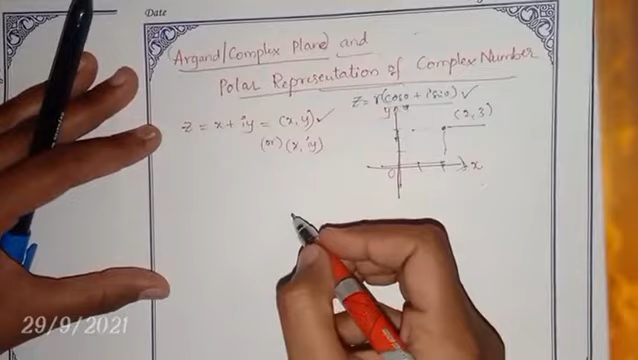 Date
Argand/Complex Plane) and
Polar Representation of Complex Number
z = r(cosθ + i sinθ) ✓
z = x + iy = (x, y) ✓
(or) (x, iy)
y
(2, 3)
0
x
29/9/2021